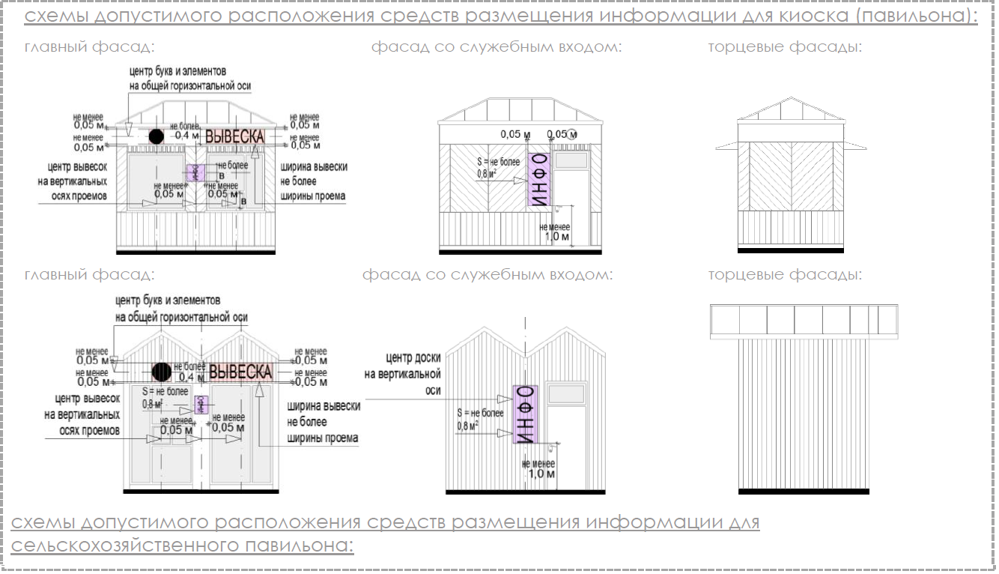 схемы допустимого расположения средств размещения информации для киоска (павильона):
главный фасад:
фасад со служебным входом:
торцевые фасады:
центр букв и элементов
на общей горизонтальной оси
не менее
0,05 м
не менее
0,05 м
не более
0.4 м
ВЫВЕСКА
не менее
0,05 м
не менее
0,05 м
центр вывесок
на вертикальных
осях проемов
ИНФО
не более
в
не менее
0,05 м
не менее
0,05 м
в
ширина вывески
не более
ширины проема
0,05 м
0,05 м
S = не более
0,8 м²
ИНФО
не менее
1,0 м
главный фасад:
фасад со служебным входом:
торцевые фасады:
центр букв и элементов
на общей горизонтальной оси
не менее
0,05 м
не менее
0,05 м
не более
0,4 м
ВЫВЕСКА
не менее
0,05 м
не менее
0,05 м
центр вывесок
на вертикальных
осях проемов
S = не более
0,8 м²
ИНФО
не менее
0,05 м
не менее
0,05 м
ширина вывески
не более
ширины проема
центр доски
на вертикальной
оси
S = не более
0,8 м²
ИНФО
не менее
1,0 м
схемы допустимого расположения средств размещения информации для
сельскохозяйственного павильона: